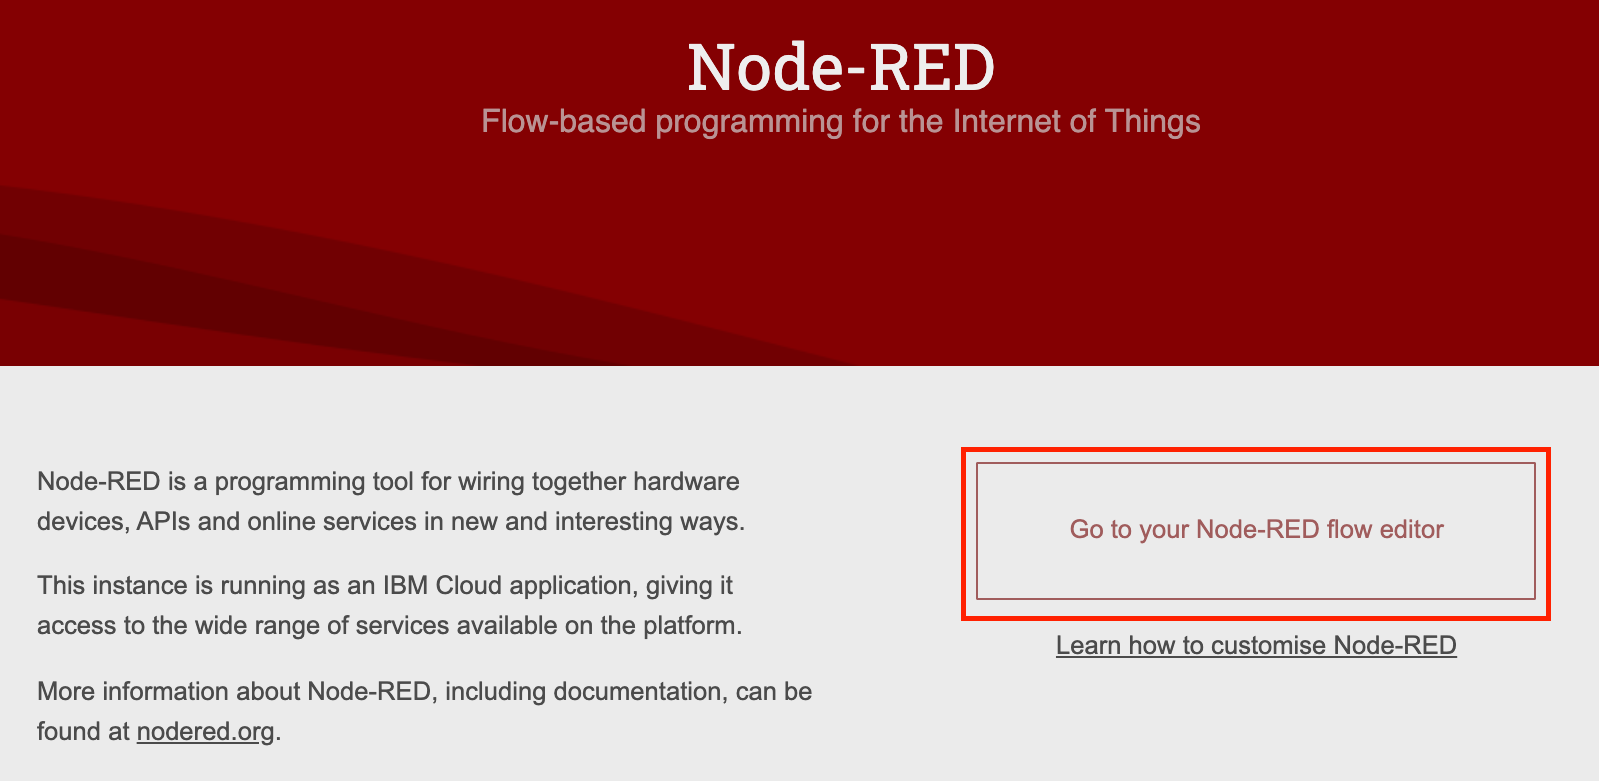 Node-RED
Flow-based programming for the Internet of Things
Node-RED is a programming tool for wiring together hardware
devices, APIs and online services in new and interesting ways.
This instance is running as an IBM Cloud application, giving it
access to the wide range of services available on the platform.
More information about Node-RED, including documentation, can be
found at nodered.org.
Go to your Node-RED flow editor
Learn how to customise Node-RED